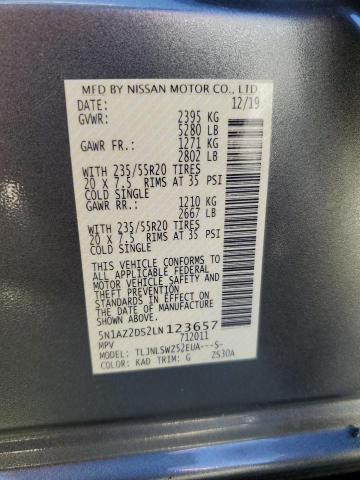 MFD BY NISSAN MOTOR CO., LTD.
DATE: 12/19
GVWR: 2395 KG
5280 LB
GAWR FR.: 1271 KG
2802 LB
WITH 235/55R20 TIRES
20 X 7.5 RIMS AT 35 PSI
COLD SINGLE
GAWR RR.: 1210 KG
2667 LB
WITH 235/55R20 TIRES
20 X 7.5 RIMS AT 35 PSI
COLD SINGLE
THIS VEHICLE CONFORMS TO
ALL APPLICABLE FEDERAL
MOTOR VEHICLE SAFETY
AND THEFT PREVENTION
STANDARDS IN EFFECT ON
THE DATE OF MANUFACTURE
SHOWN ABOVE.
5N1AZ2DS2LN123657
MPV 712011
MODEL: TLJNLSWZ52EUA---S-
COLOR: KAD TRIM: G ZS30A